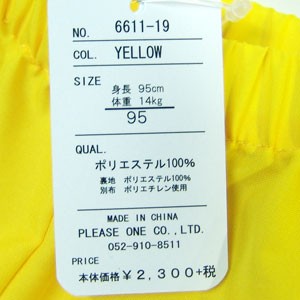 NO. 6611-19
COL. YELLOW
SIZE
身長 95cm
体重 14kg
95
QUAL.
ポリエステル100%
裏地 ポリエステル100%
別布 ポリエチレン使用
MADE IN CHINA
PLEASE ONE CO.,LTD.
052-910-8511
PRICE
本体価格 ¥2,300+税